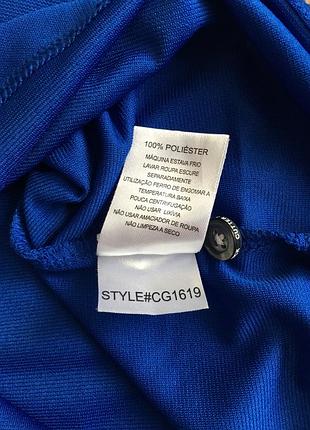 100% POLIÉSTER
MÁQUINA ESTAVA FRIO
LAVAR ROUPA ESCURE
SEPARADAMENTE
UTILIZAÇÃO FERRO DE ENGOMAR A
TEMPERATURA BAIXA
POUCA CENTRIFUGAÇÃO
NÃO USAR LIXÍVIA
NÃO USAR AMACIADOR DE ROUPA
NÃO LIMPEZA A SECO
STYLE#CG1619